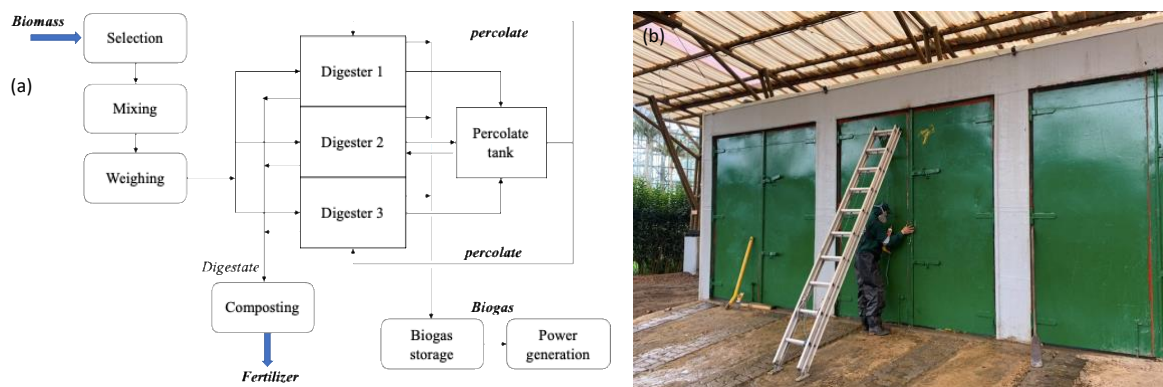 Biomass
Selection
(a)
Mixing
Weighing
Digester 1
Digester 2
Digester 3
percolate
Percolate
tank
percolate
Digestate
Composting
Fertilizer
Biogas
Biogas
storage
Power
generation
(b)